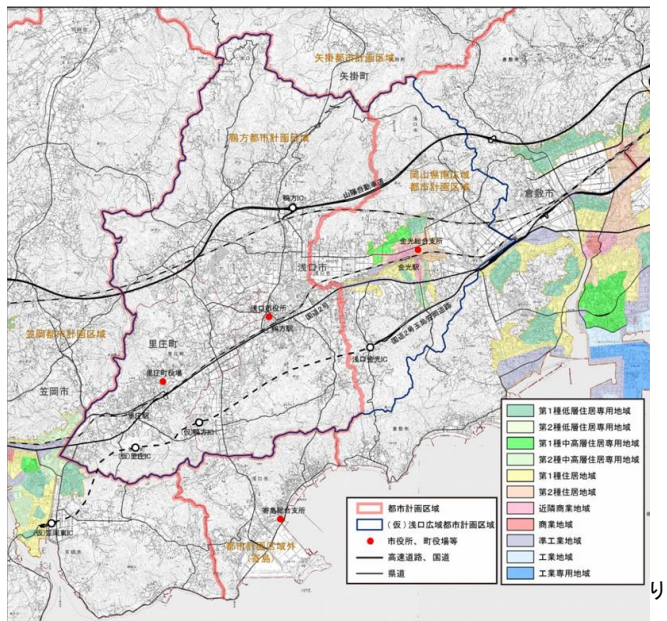 矢掛都市計画区域
矢掛町
鴨方都市計画区域
岡山県南広域
都市計画区域
倉敷市
山陽自動車道
鴨方IC
金光総合支所
浅口市
金光駅
浅口市役所
国道2号
鴨方駅
国道2号 玉島笠岡道路
笠岡都市計画区域
里庄町
浅口金光IC
里庄町役場
笠岡市
里庄駅
(仮)鴨方IC
(仮)里庄IC
(仮)笠岡東IC
寄島総合支所
都市計画区域外
(寄島)
都市計画区域
(仮)浅口広域都市計画区域
市役所、町役場等
高速道路、国道
県道
第1種低層住居専用地域
第2種低層住居専用地域
第1種中高層住居専用地域
第2種中高層住居専用地域
第1種住居地域
第2種住居地域
近隣商業地域
商業地域
準工業地域
工業地域
工業専用地域
り